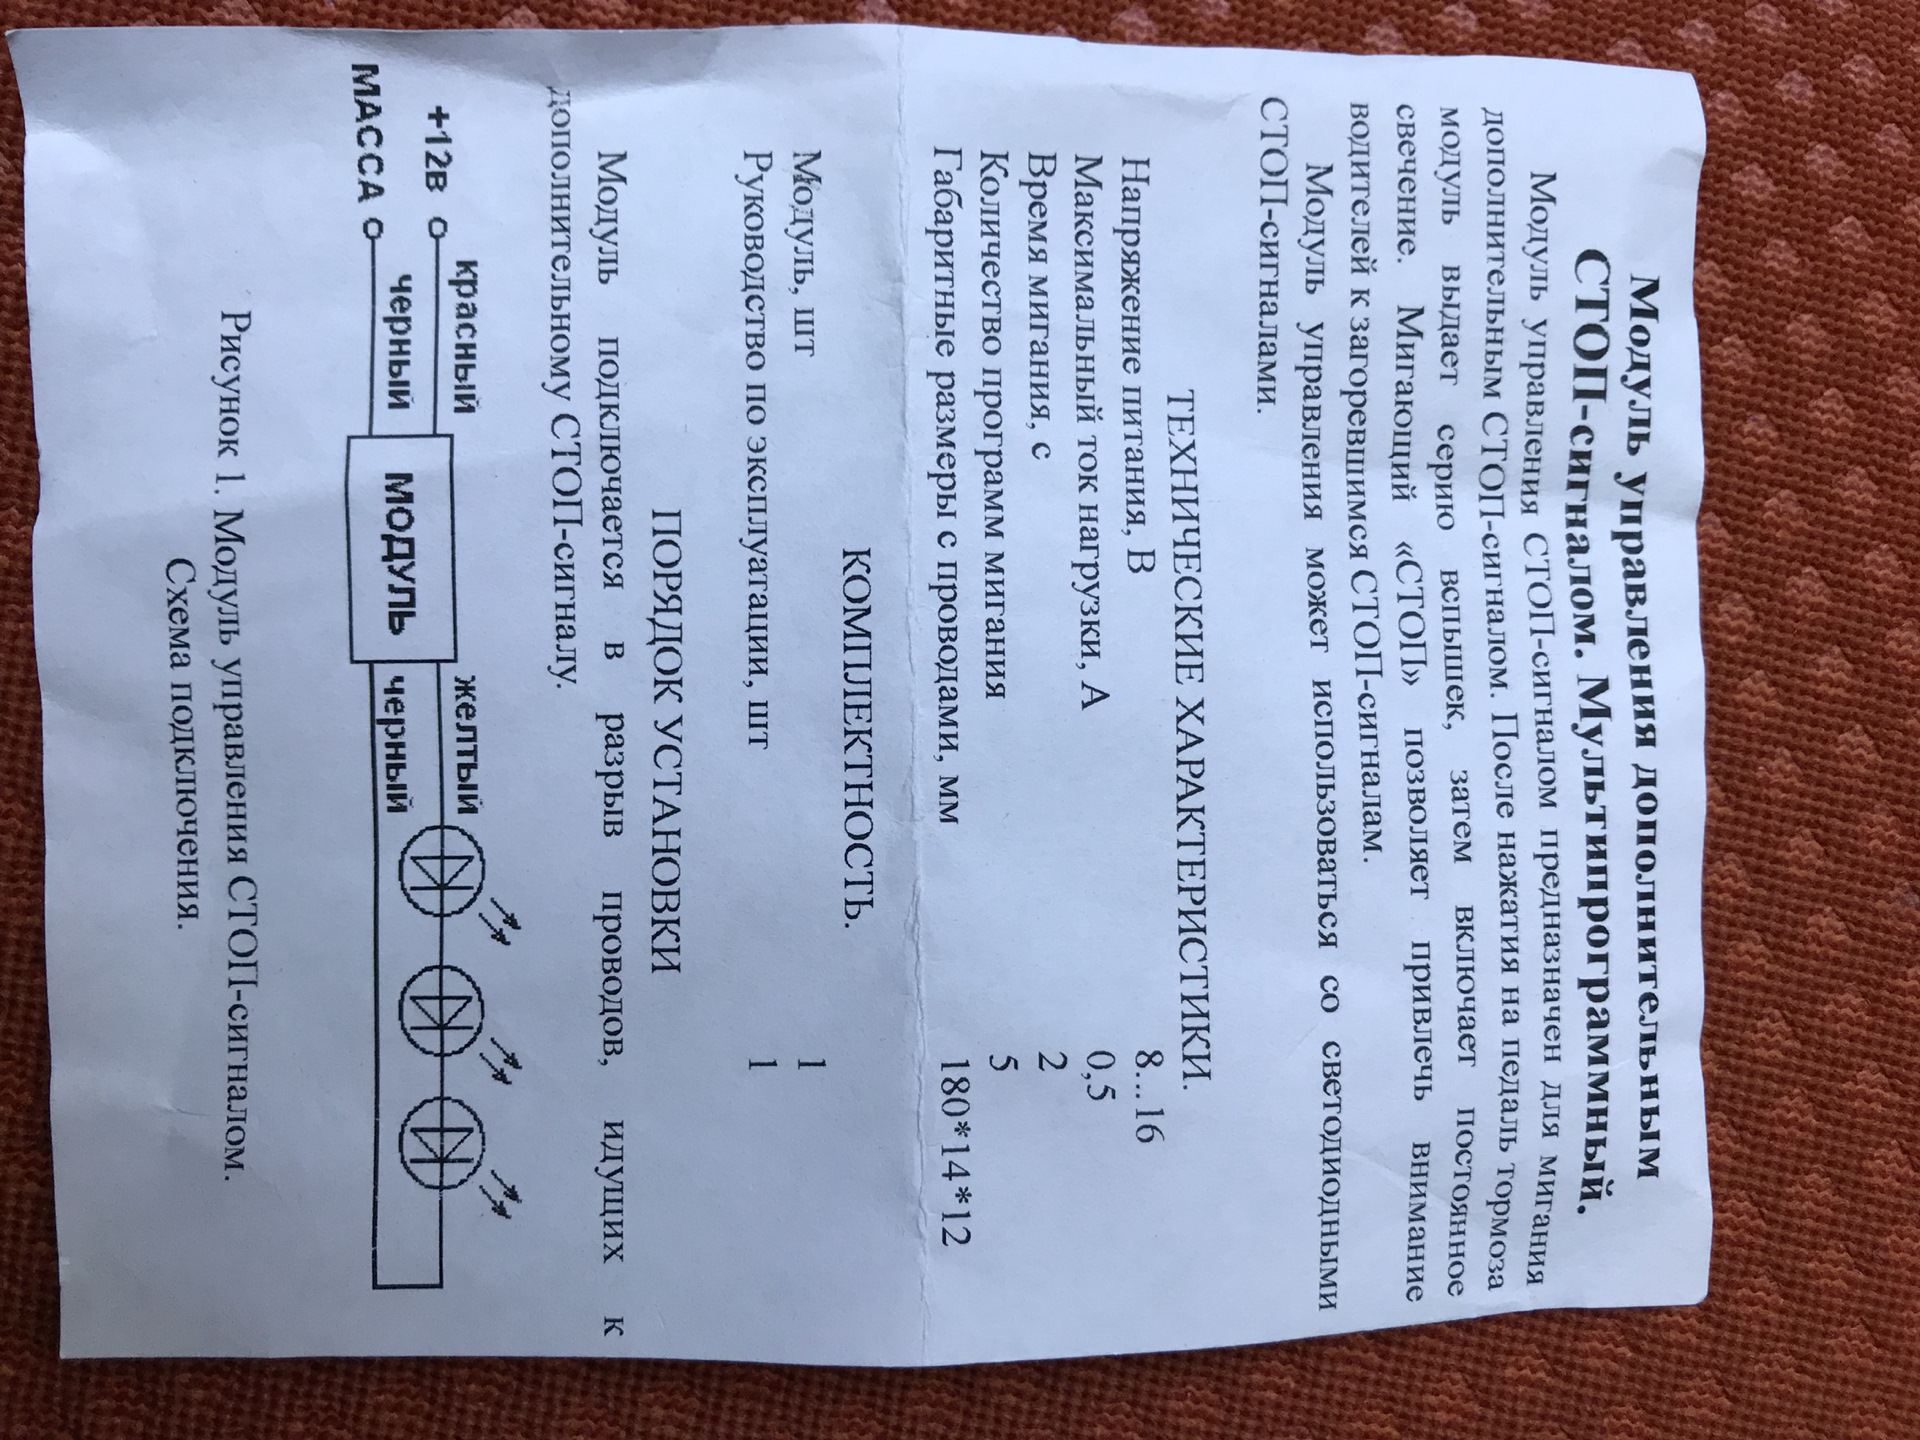 Модуль управления дополнительным
СТОП-сигналом. Мультипрограммный.
Модуль управления СТОП-сигналом предназначен для мигания
дополнительным СТОП-сигналом. После нажатия на педаль тормоза
модуль выдает серию вспышек, затем включает постоянное
свечение. Мигающий «СТОП» позволяет привлечь внимание
водителей к загоревшимся СТОП-сигналам.
Модуль управления может использоваться со светодиодными
СТОП-сигналами.
ТЕХНИЧЕСКИЕ ХАРАКТЕРИСТИКИ.
Напряжение питания, В 8...16
Максимальный ток нагрузки, А 0,5
Время мигания, с 2
Количество программ мигания 5
Габаритные размеры с проводами, мм 180*14*12
КОМПЛЕКТНОСТЬ.
Модуль, шт 1
Руководство по эксплуатации, шт 1
ПОРЯДОК УСТАНОВКИ
Модуль подключается в разрыв проводов, идущих к
дополнительному СТОП-сигналу.
красный желтый
+12в
черный МОДУЛЬ черный
МАССА
Рисунок 1. Модуль управления СТОП-сигналом.
Схема подключения.